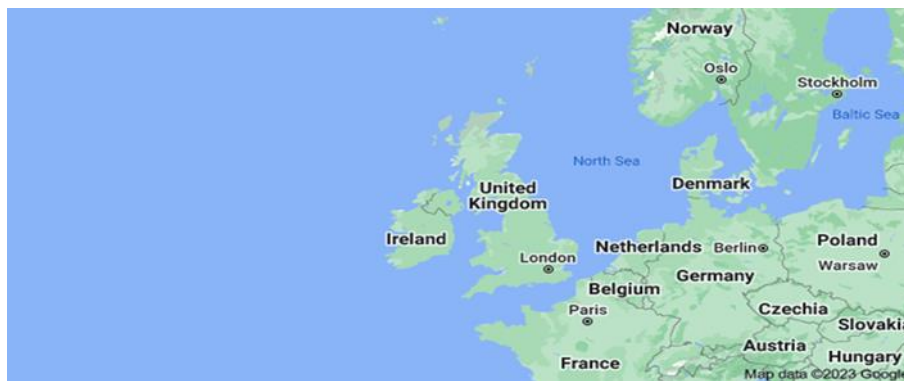 Norway
Oslo
Stockholm
Baltic Sea
North Sea
Denmark
United
Kingdom
Ireland
Netherlands
Berlin
Poland
London
Warsaw
Germany
Belgium
Paris
Czechia
Slovakia
Austria
Hungary
France
Map data ©2023 Google